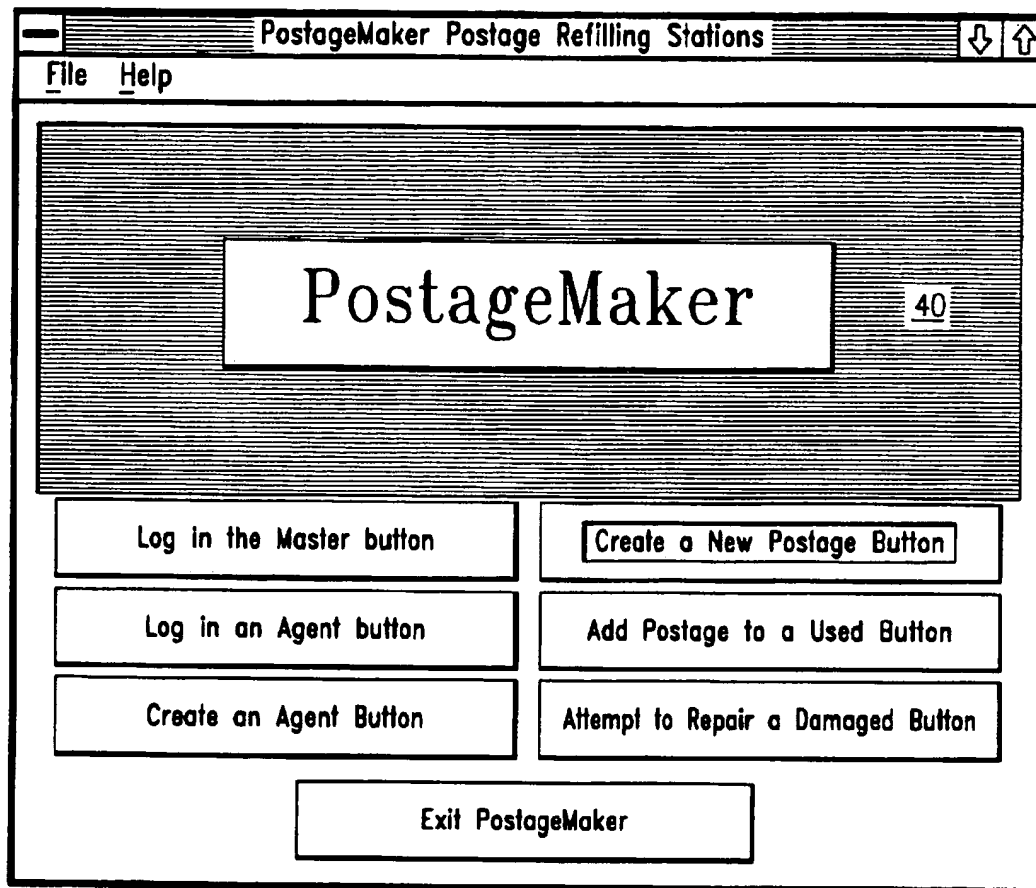 PostageMaker Postage Refilling Stations
File Help
PostageMaker
40
Log in the Master button
Create a New Postage Button
Log in an Agent button
Add Postage to a Used Button
Create an Agent Button
Attempt to Repair a Damaged Button
Exit PostageMaker